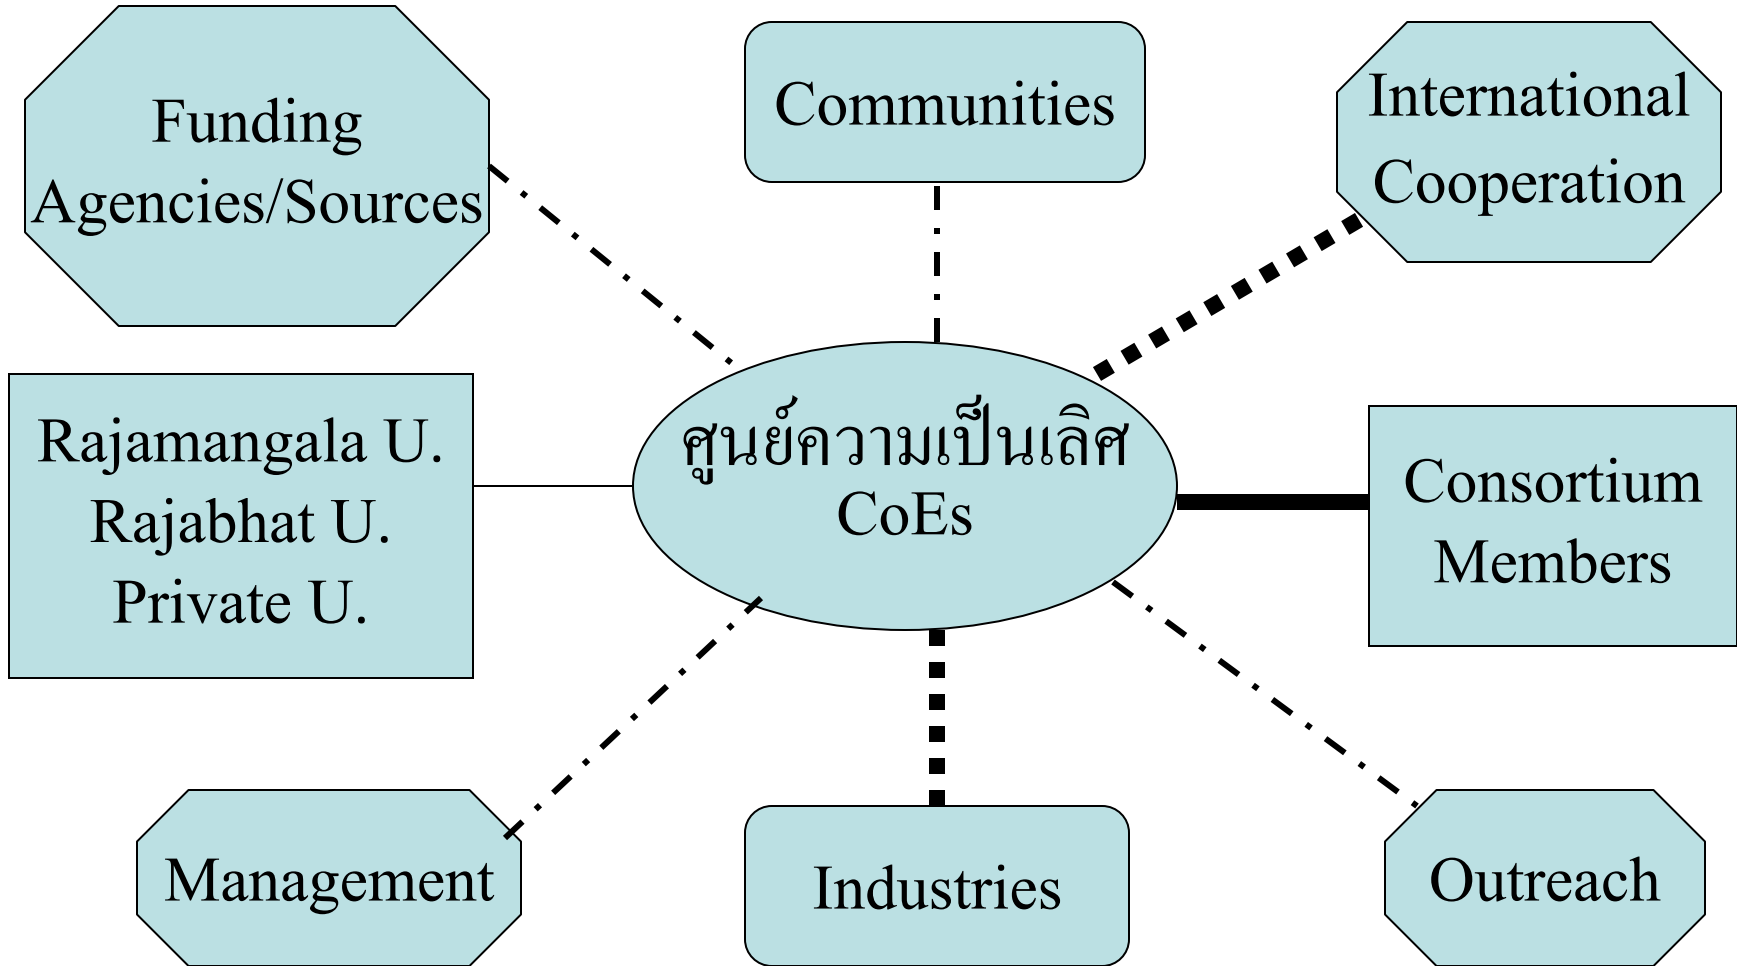 Funding
Agencies/Sources
Communities
International
Cooperation
Rajamangala U.
Rajabhat U.
Private U.
ศูนย์ความเป็นเลิศ
CoEs
Consortium
Members
Management
Industries
Outreach